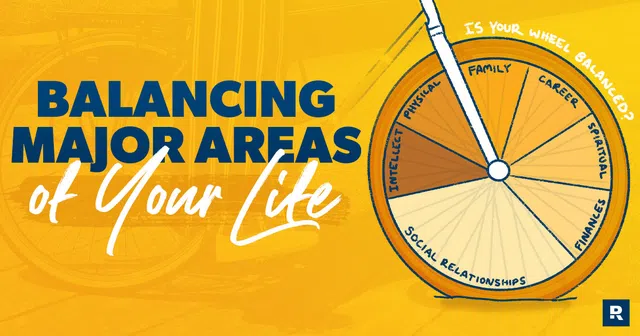 BALANCING
MAJOR AREAS
of Your Life
IS YOUR WHEEL BALANCED?
FAMILY
CAREER
SPIRITUAL
FINANCES
SOCIAL RELATIONSHIPS
INTELLECT
PHYSICAL
R